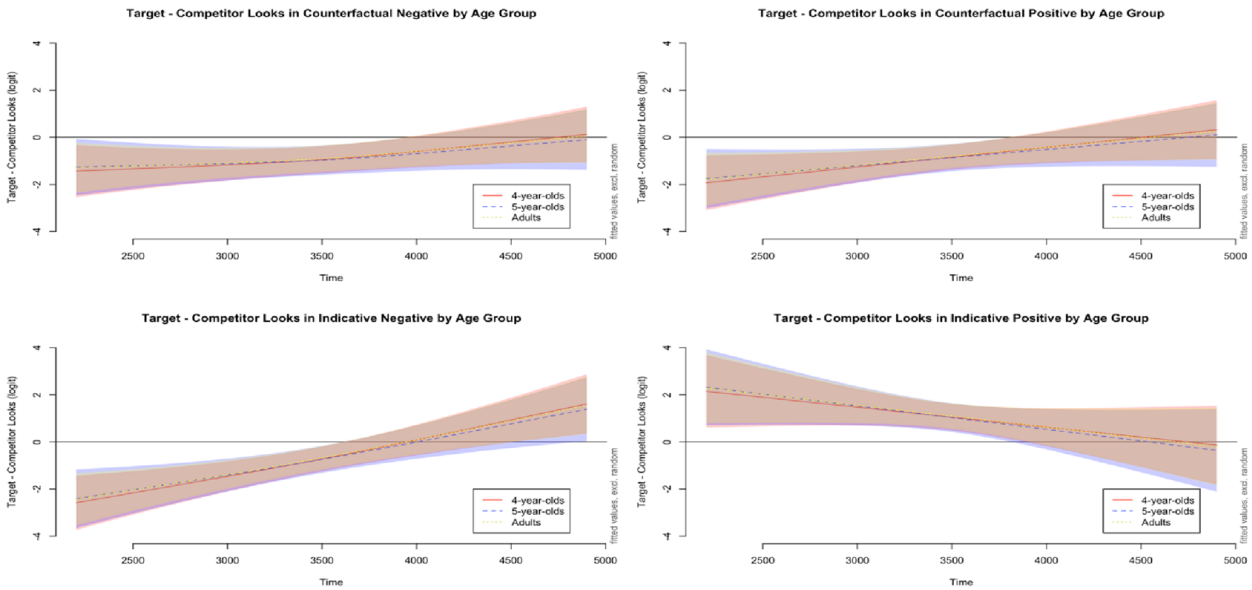 Target - Competitor Looks in Counterfactual Negative by Age Group
Target - Competitor Looks (logit)
4
2
0
-2
-4
4-year-olds
5-year-olds
Adults
fitted values, excl. random
2500 3000 3500 4000 4500 5000
Time
Target - Competitor Looks in Counterfactual Positive by Age Group
Target - Competitor Looks (logit)
4
2
0
-2
-4
4-year-olds
5-year-olds
Adults
fitted values, excl. random
2500 3000 3500 4000 4500 5000
Time
Target - Competitor Looks in Indicative Negative by Age Group
Target - Competitor Looks (logit)
4
2
0
-2
-4
4-year-olds
5-year-olds
Adults
fitted values, excl. random
2500 3000 3500 4000 4500 5000
Time
Target - Competitor Looks in Indicative Positive by Age Group
Target - Competitor Looks (logit)
4
2
0
-2
-4
4-year-olds
5-year-olds
Adults
fitted values, excl. random
2500 3000 3500 4000 4500 5000
Time